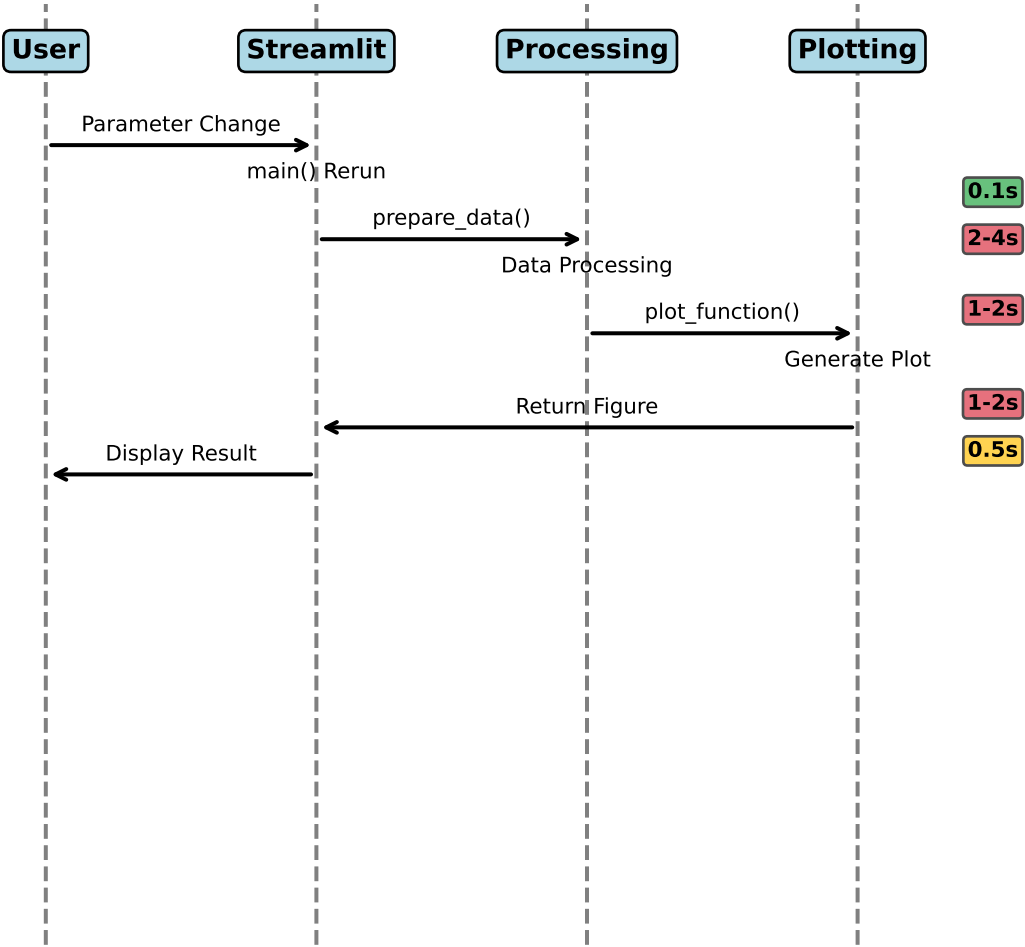 User Streamlit Processing Plotting
Parameter Change
main() Rerun
0.1s
prepare_data()
2-4s
Data Processing
plot_function()
1-2s
Generate Plot
Return Figure
1-2s
Display Result
0.5s